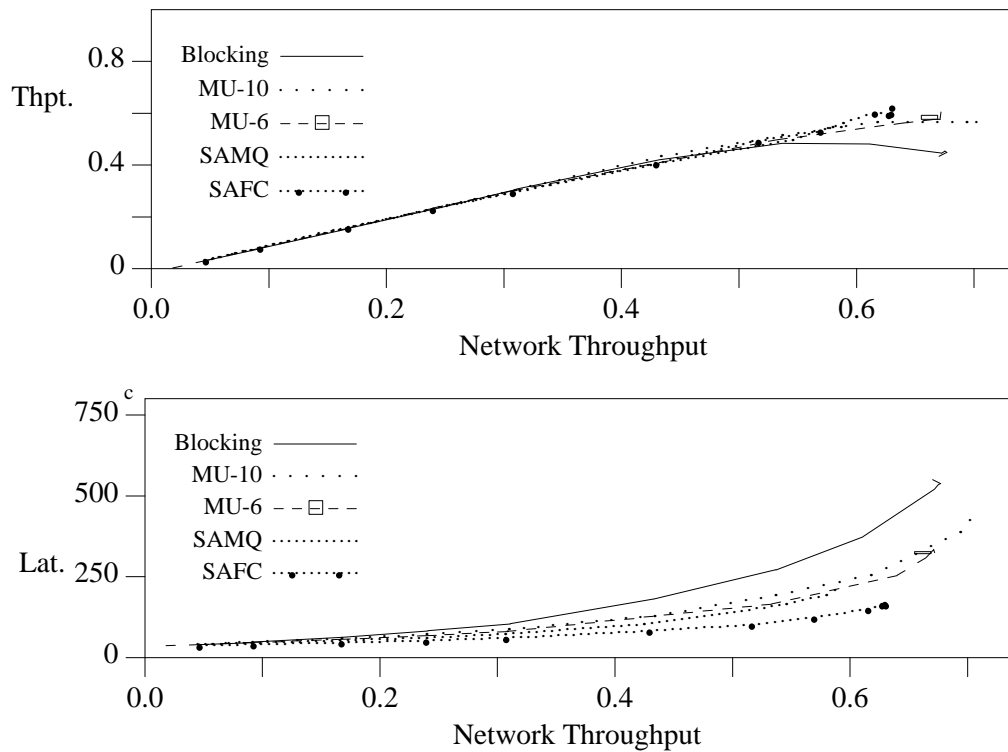 0.8
Blocking
MU-10
Thpt.
MU-6
0.4
SAMQ
SAFC
0
0.0 0.2 0.4 0.6
Network Throughput
c
750
Blocking
MU-10
500
MU-6
SAMQ
Lat.
250
SAFC
0
0.0 0.2 0.4 0.6
Network Throughput